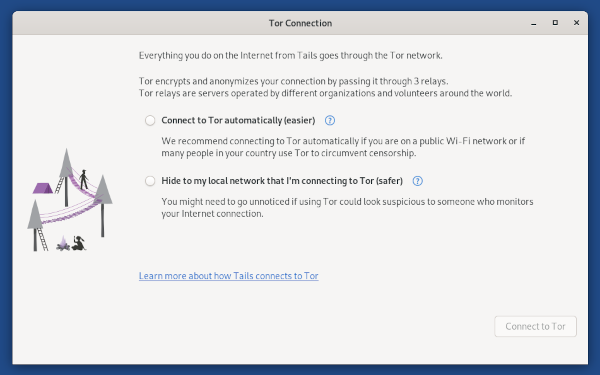 Tor Connection
Everything you do on the Internet from Tails goes through the Tor network.
Tor encrypts and anonymizes your connection by passing it through 3 relays.
Tor relays are servers operated by different organizations and volunteers around the world.
Connect to Tor automatically (easier) ?
We recommend connecting to Tor automatically if you are on a public Wi-Fi network or if
many people in your country use Tor to circumvent censorship.
Hide to my local network that I'm connecting to Tor (safer) ?
You might need to go unnoticed if using Tor could look suspicious to someone who monitors
your Internet connection.
Learn more about how Tails connects to Tor
Connect to Tor